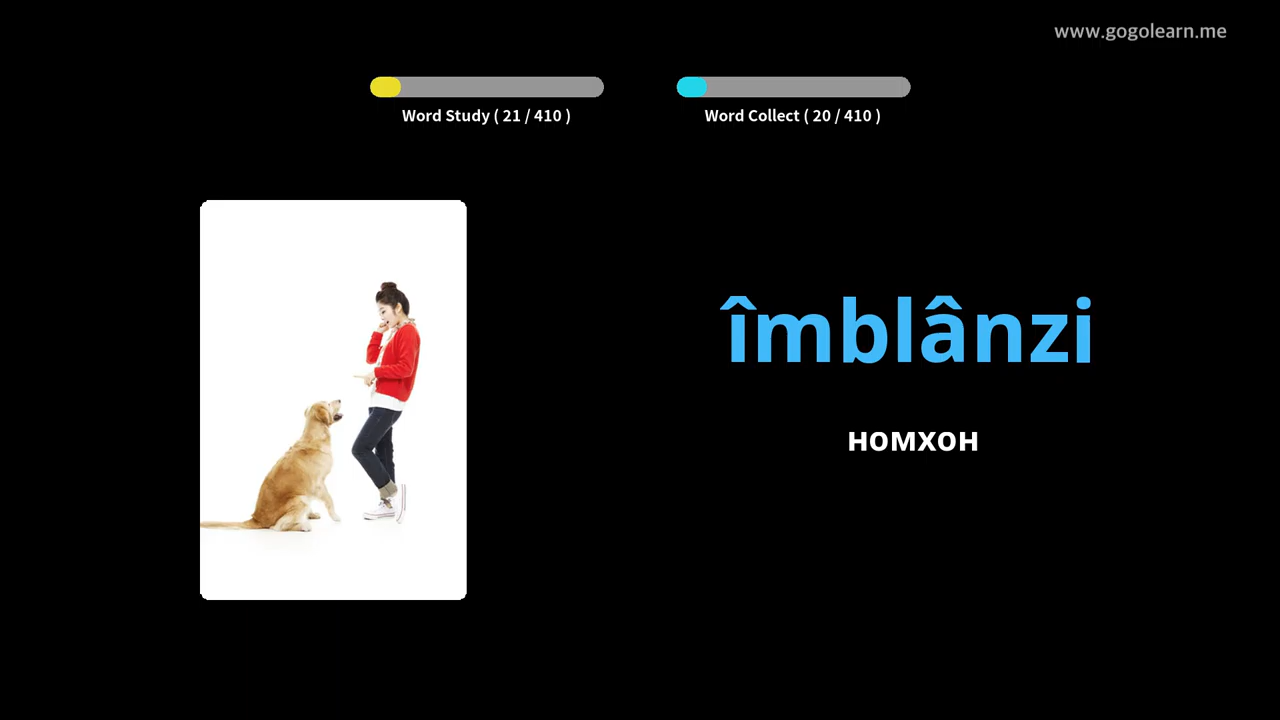 www.gogolearn.me
Word Study ( 21 / 410 )
Word Collect ( 20 / 410 )
îmblânzi
номхон